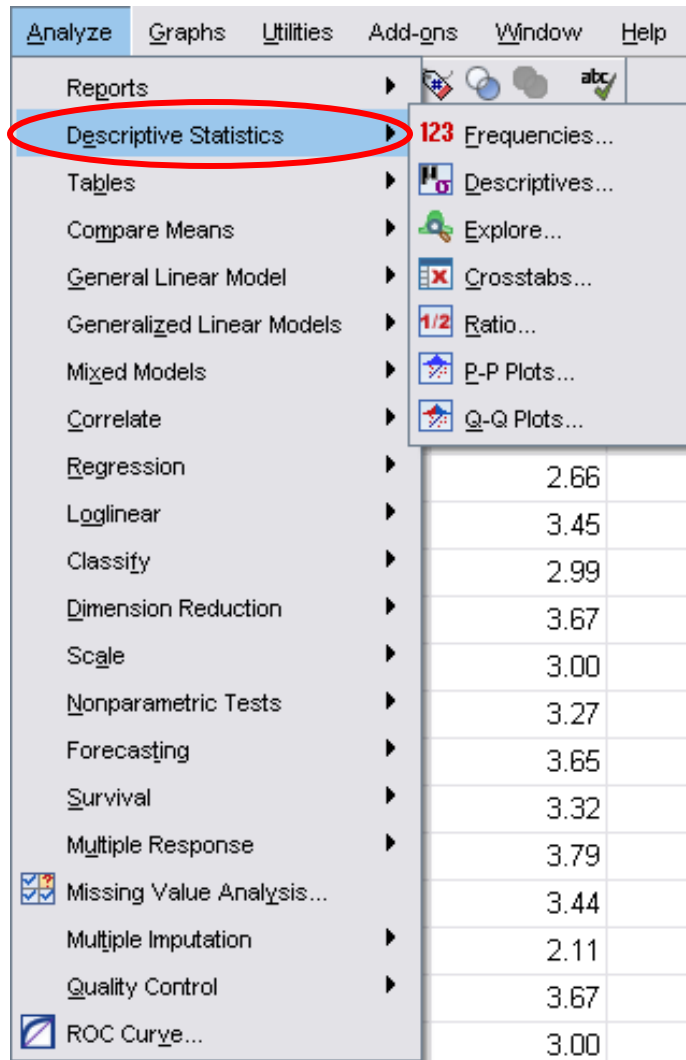 Analyze Graphs Utilities Add-ons Window Help
abc
Reports
Descriptive Statistics
Tables
Compare Means
General Linear Model
Generalized Linear Models
Mixed Models
Correlate
Regression
Loglinear
Classify
Dimension Reduction
Scale
Nonparametric Tests
Forecasting
Survival
Multiple Response
Missing Value Analysis...
Multiple Imputation
Quality Control
ROC Curve...
123 Frequencies...
μ σ Descriptives...
Explore...
Crosstabs...
1/2 Ratio...
P-P Plots...
Q-Q Plots...
2.66
3.45
2.99
3.67
3.00
3.27
3.65
3.32
3.79
3.44
2.11
3.67
3.00